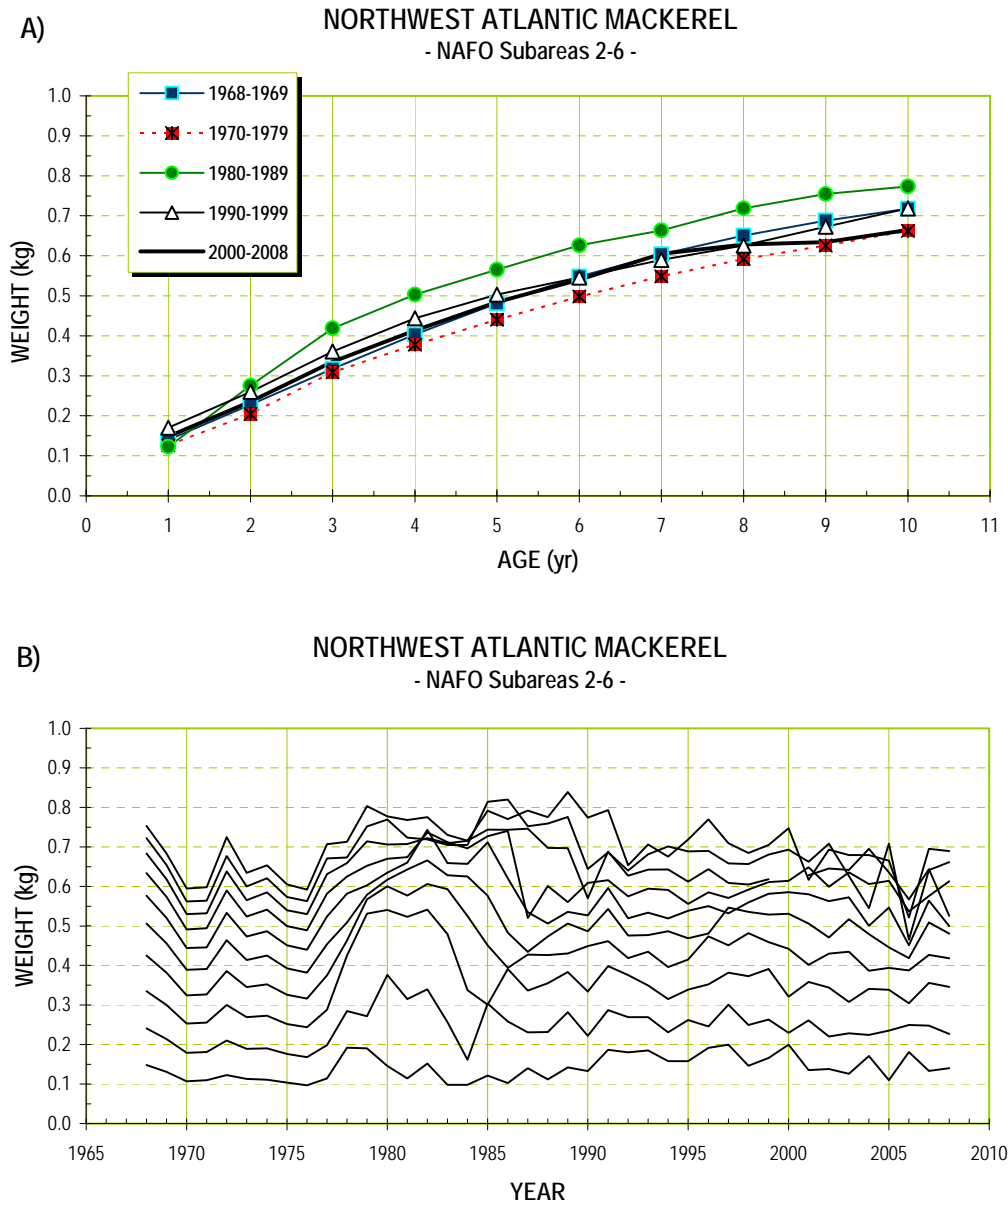 A)
NORTHWEST ATLANTIC MACKEREL
- NAFO Subareas 2-6 -
1968-1969
1970-1979
1980-1989
1990-1999
2000-2008
1.0
0.9
0.8
0.7
0.6
0.5
0.4
0.3
0.2
0.1
0.0
WEIGHT (kg)
0 1 2 3 4 5 6 7 8 9 10 11
AGE (yr)
B)
NORTHWEST ATLANTIC MACKEREL
- NAFO Subareas 2-6 -
1.0
0.9
0.8
0.7
0.6
0.5
0.4
0.3
0.2
0.1
0.0
WEIGHT (kg)
1965 1970 1975 1980 1985 1990 1995 2000 2005 2010
YEAR